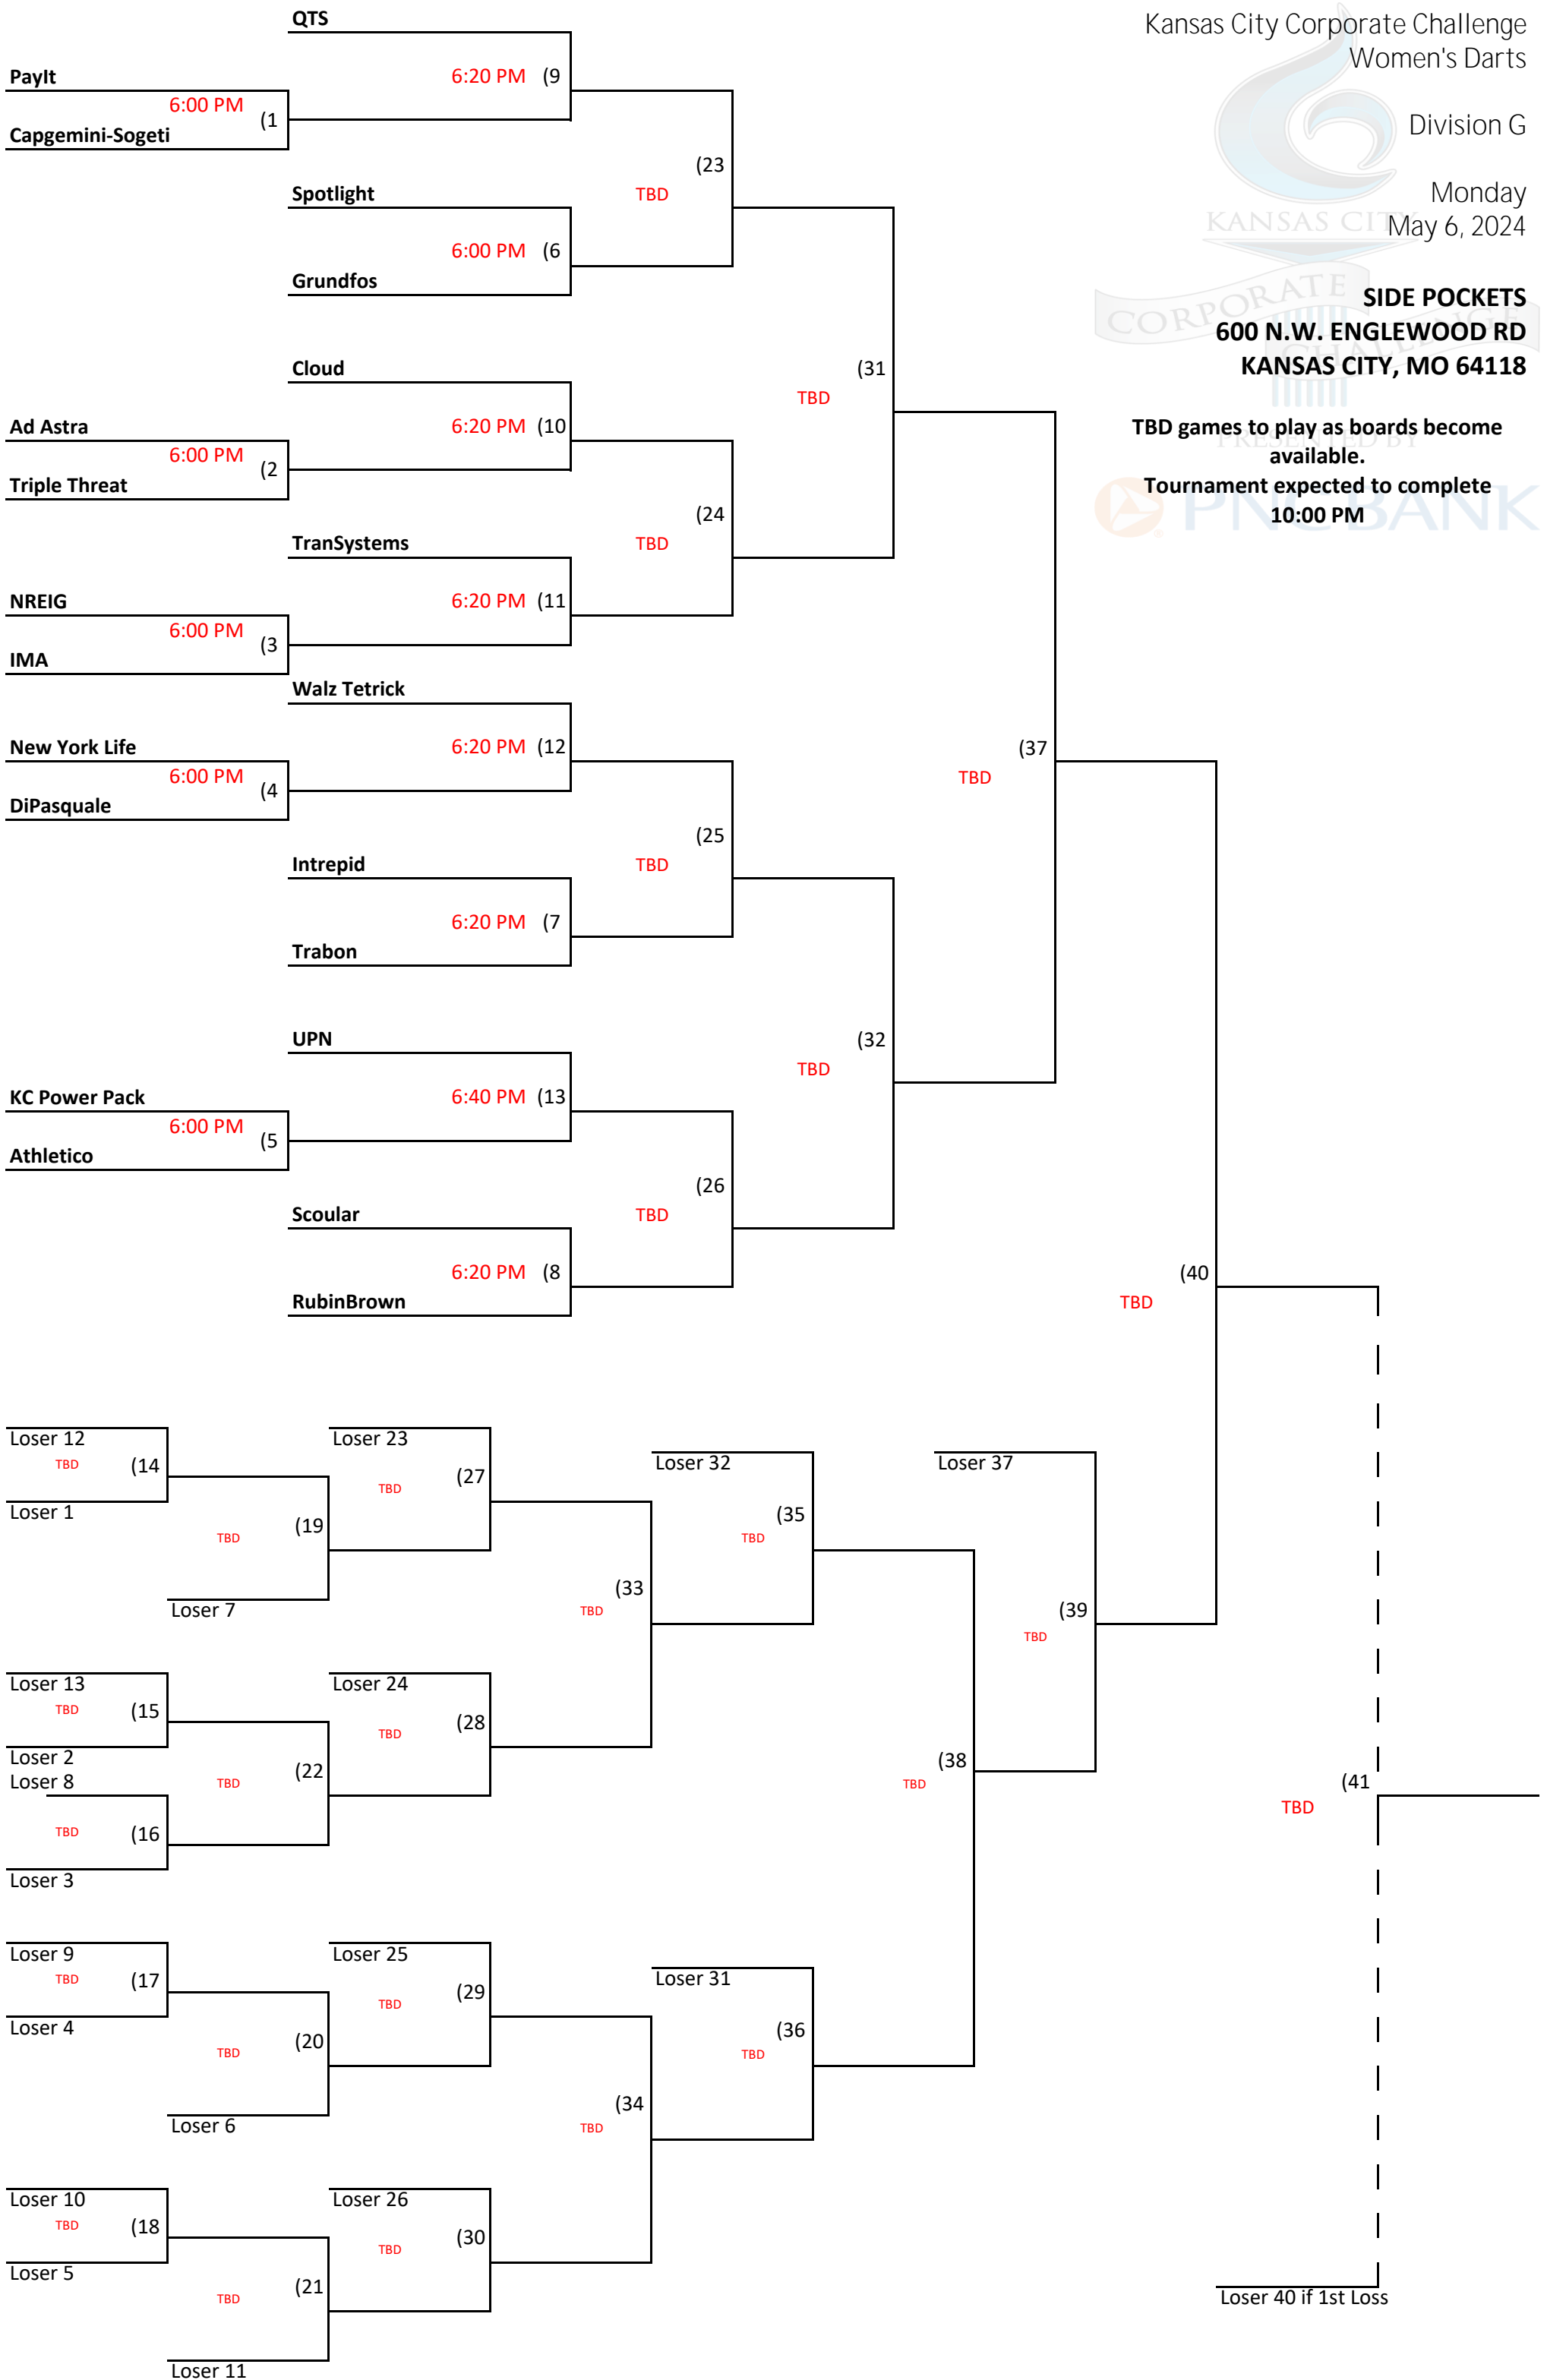 Kansas City Corporate Challenge
Women's Darts
Division G
Monday
May 6, 2024
SIDE POCKETS
600 N.W. ENGLEWOOD RD
KANSAS CITY, MO 64118
TBD games to play as boards become
available.
Tournament expected to complete
10:00 PM
KANSAS CITY
CORPORATE
CHALLENGE
PRESENTED BY
PNC BANK
QTS
PayIt
6:20 PM (9
6:00 PM (1
Capgemini-Sogeti
(23
TBD
Spotlight
6:00 PM (6
Grundfos
Cloud
(31
TBD
Ad Astra
6:20 PM (10
6:00 PM (2
Triple Threat
(24
TBD
TranSystems
NREIG
6:20 PM (11
6:00 PM (3
IMA
Walz Tetrick
New York Life
6:20 PM (12
(37
TBD
6:00 PM (4
DiPasquale
(25
TBD
Intrepid
6:20 PM (7
Trabon
UPN
(32
TBD
KC Power Pack
6:40 PM (13
6:00 PM (5
Athletico
(26
TBD
Scoular
6:20 PM (8
RubinBrown
(40
TBD
Loser 12
TBD (14
Loser 1
Loser 23
TBD (27
(19
TBD
Loser 7
Loser 32
(35
TBD
Loser 37
(33
TBD
(39
TBD
Loser 13
TBD (15
Loser 2
Loser 24
TBD (28
Loser 8
TBD (22
TBD (16
Loser 3
(38
TBD
(41
TBD
Loser 9
TBD (17
Loser 4
Loser 25
TBD (29
Loser 31
(36
TBD
(20
TBD
Loser 6
(34
TBD
Loser 10
TBD (18
Loser 5
Loser 26
TBD (30
(21
TBD
Loser 11
Loser 40 if 1st Loss